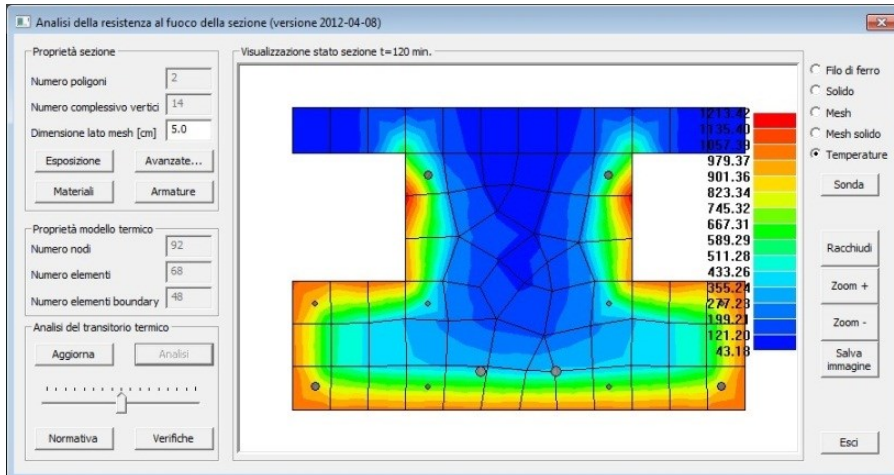 Analisi della resistenza al fuoco della sezione (versione 2012-04-08)
Proprietà sezione
Numero poligoni 2
Numero complessivo vertici 14
Dimensione lato mesh [cm] 5.0
Esposizione Avanzate...
Materiali Armature
Proprietà modello termico
Numero nodi 92
Numero elementi 68
Numero elementi boundary 48
Analisi del transitorio termico
Aggiorna Analisi
Normativa Verifiche
Visualizzazione stato sezione t=120 min.
1213.42
1135.40
1057.39
979.37
901.36
823.34
745.32
667.31
589.29
511.28
433.26
355.24
277.23
199.21
121.20
43.18
Filo di ferro
Solido
Mesh
Mesh solido
Temperature
Sonda
Racchiudi
Zoom +
Zoom -
Salva
immagine
Esci